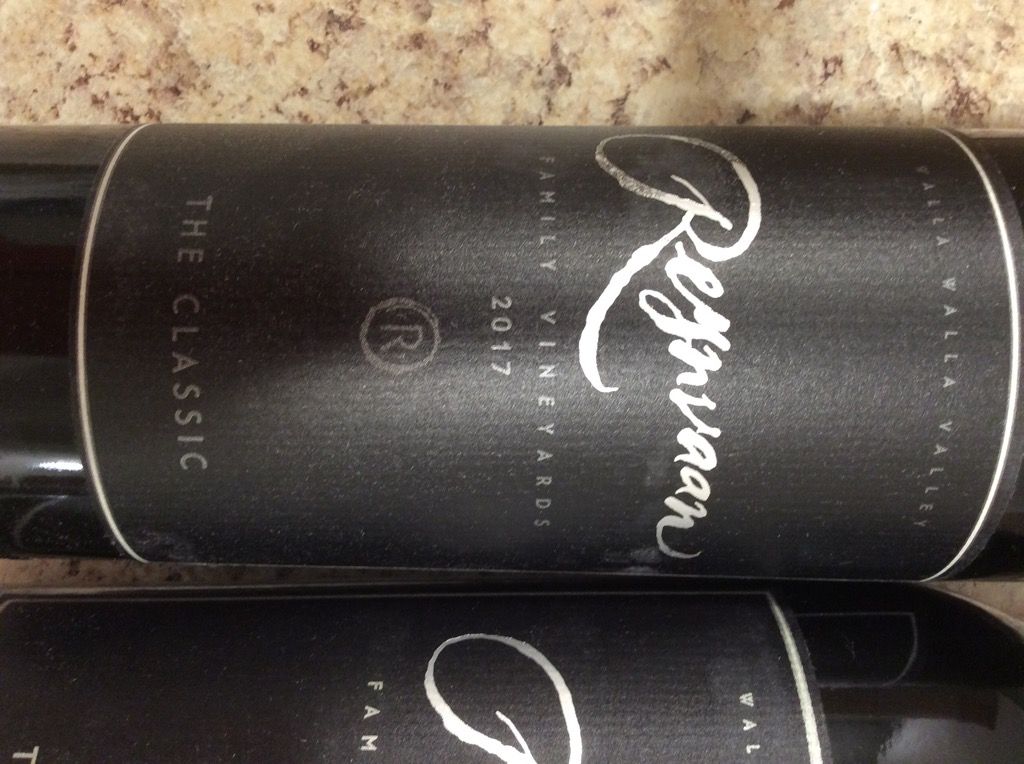 WALLA WALLA VALLEY
Reynvaan
FAMILY VINEYARDS
2017
R
THE CLASSIC
WAL
R
FAM
T